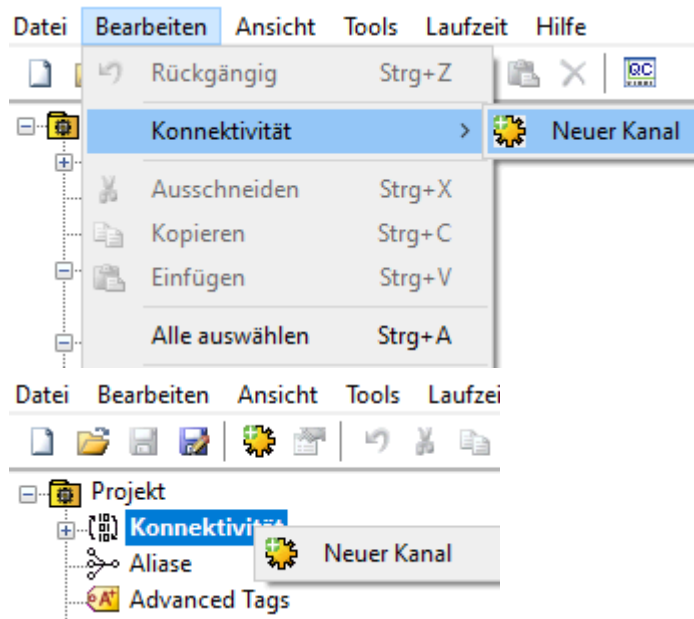 Datei Bearbeiten Ansicht Tools Laufzeit Hilfe
Rückgängig Strg+Z
QC
Konnektivität > Neuer Kanal
Ausschneiden Strg+X
Kopieren Strg+C
Einfügen Strg+V
Alle auswählen Strg+A
Datei Bearbeiten Ansicht Tools Laufzei
Projekt
Konnektivität
Neuer Kanal
Aliase
A+ Advanced Tags